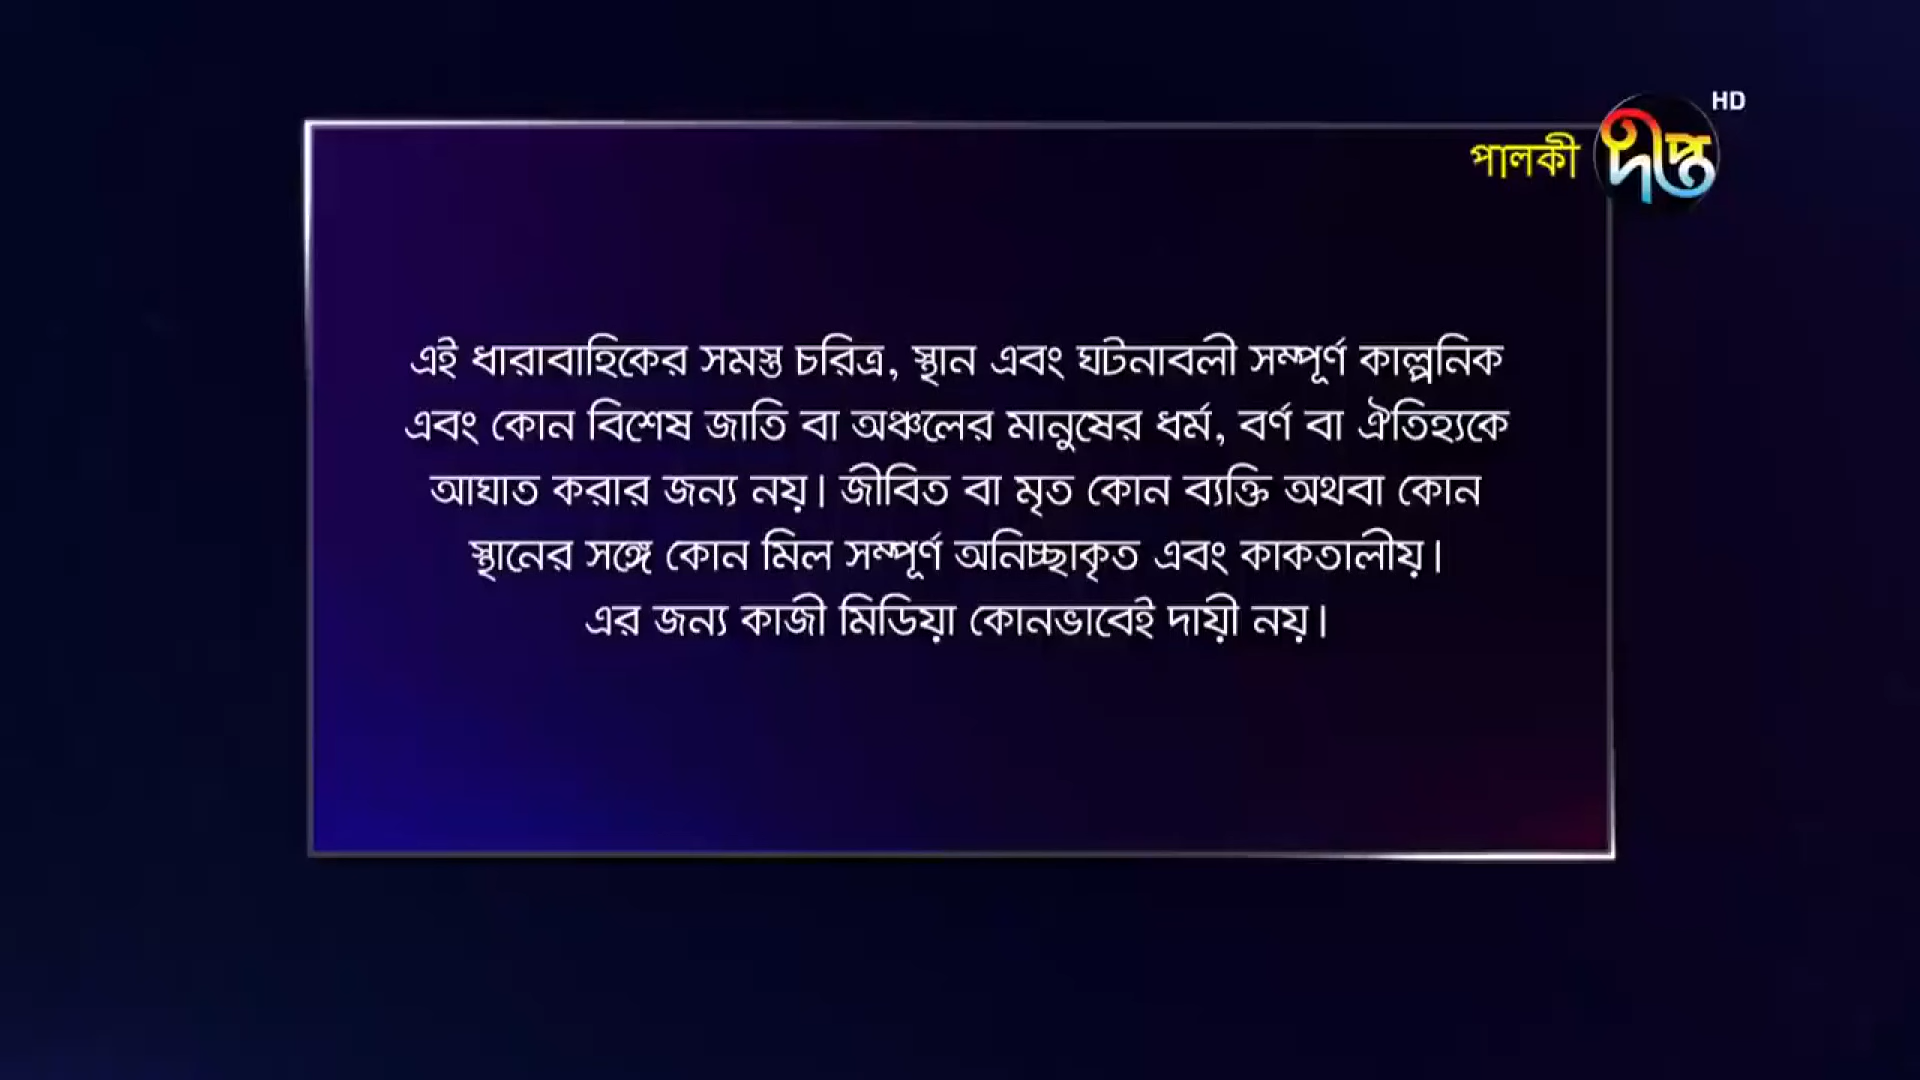 HD
পালকী দীপ্ত
এই ধারাবাহিকের সমস্ত চরিত্র, স্থান এবং ঘটনাবলী সম্পূর্ণ কাল্পনিক
এবং কোন বিশেষ জাতি বা অঞ্চলের মানুষের ধর্ম, বর্ণ বা ঐতিহ্যকে
আঘাত করার জন্য নয়। জীবিত বা মৃত কোন ব্যক্তি অথবা কোন
স্থানের সঙ্গে কোন মিল সম্পূর্ণ অনিচ্ছাকৃত এবং কাকতালীয়।
এর জন্য কাজী মিডিয়া কোনভাবেই দায়ী নয়।